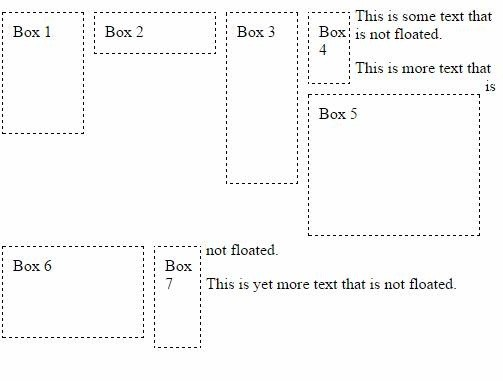 Box 1
Box 2
Box 3
Box
4
This is some text that
is not floated.
This is more text that
is
Box 5
Box 6
Box
7
not floated.
This is yet more text that is not floated.